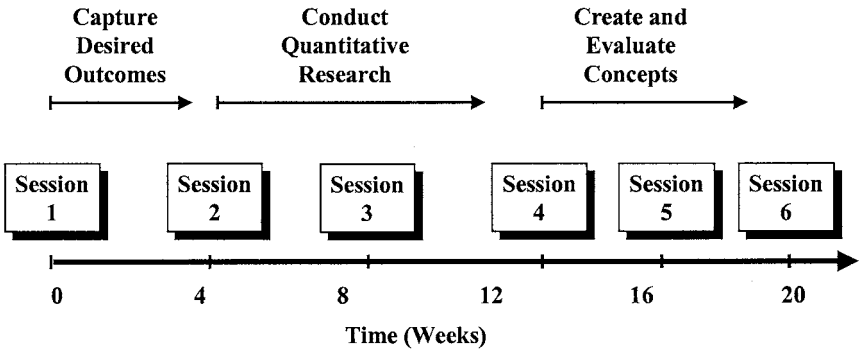 Capture
Desired
Outcomes
Conduct
Quantitative
Research
Create and
Evaluate
Concepts
Session
1
Session
2
Session
3
Session
4
Session
5
Session
6
0 4 8 12 16 20
Time (Weeks)